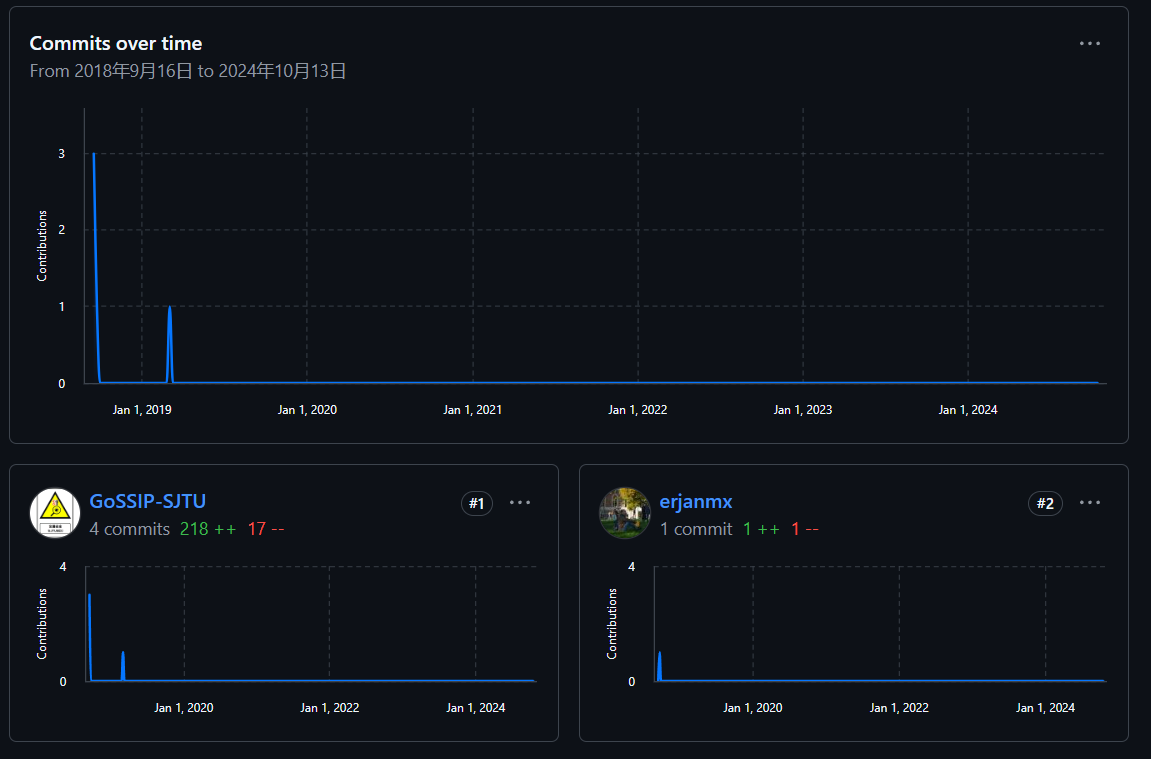 Commits over time
From 2018年9月16日 to 2024年10月13日
Contributions
3
2
1
0
Jan 1, 2019 Jan 1, 2020 Jan 1, 2021 Jan 1, 2022 Jan 1, 2023 Jan 1, 2024
GoSSIP-SJTU
#1
4 commits 218 ++ 17 --
Contributions
4
0
Jan 1, 2020 Jan 1, 2022 Jan 1, 2024
erjanmx
#2
1 commit 1 ++ 1 --
Contributions
4
0
Jan 1, 2020 Jan 1, 2022 Jan 1, 2024